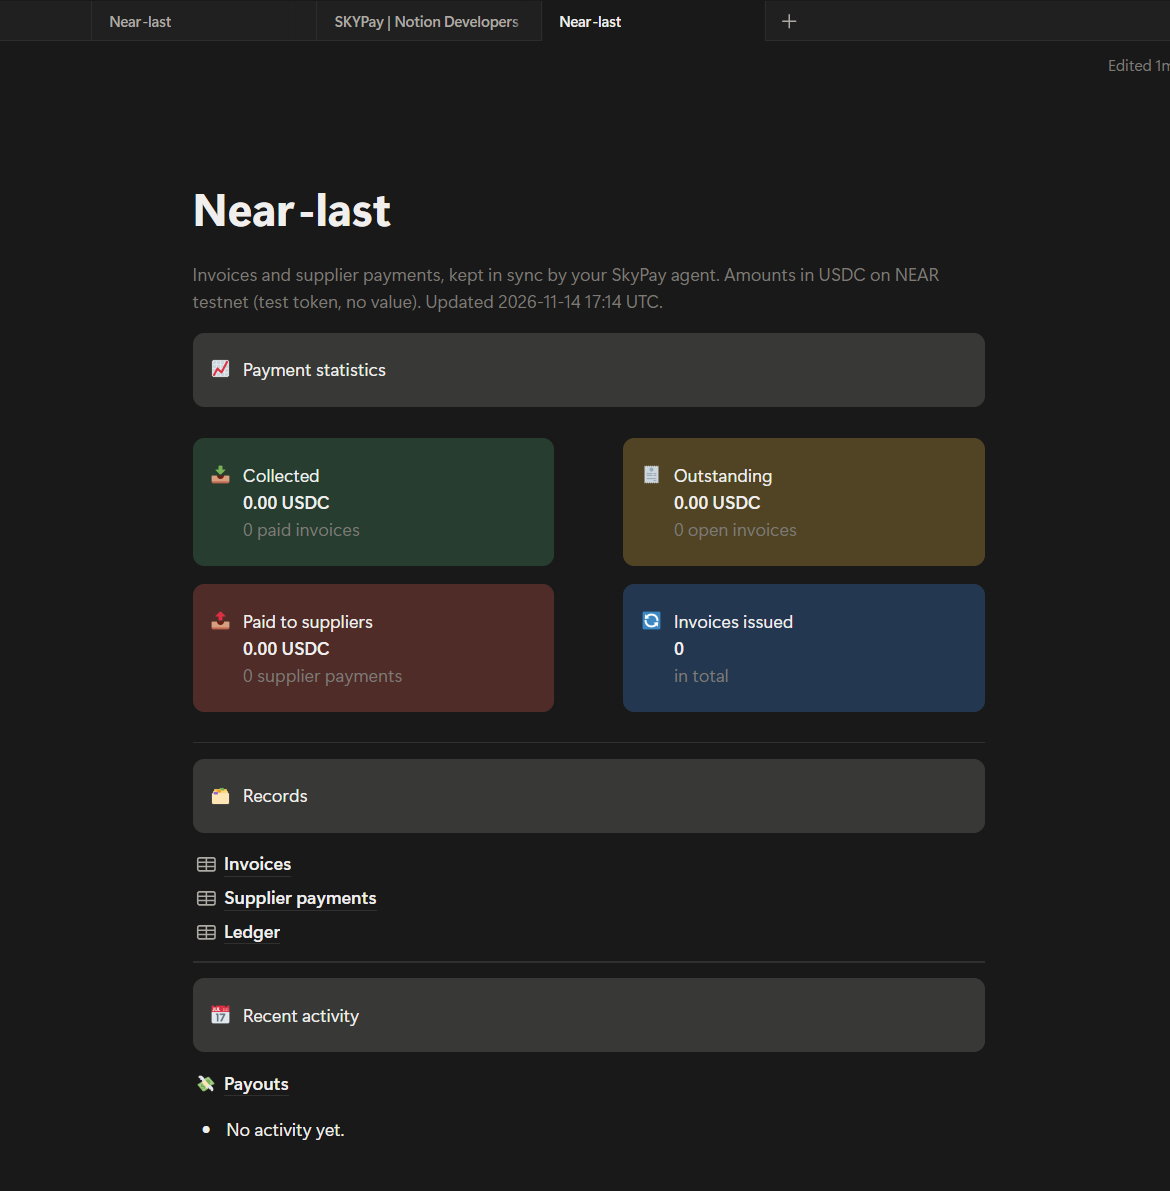 Near-last
SKYPay | Notion Developers
Near-last
Edited 1m
Near-last
Invoices and supplier payments, kept in sync by your SkyPay agent. Amounts in USDC on NEAR
testnet (test token, no value). Updated 2026-11-14 17:14 UTC.
Payment statistics
Collected
0.00 USDC
0 paid invoices
Outstanding
0.00 USDC
0 open invoices
Paid to suppliers
0.00 USDC
0 supplier payments
Invoices issued
0
in total
Records
Invoices
Supplier payments
Ledger
Recent activity
Payouts
No activity yet.